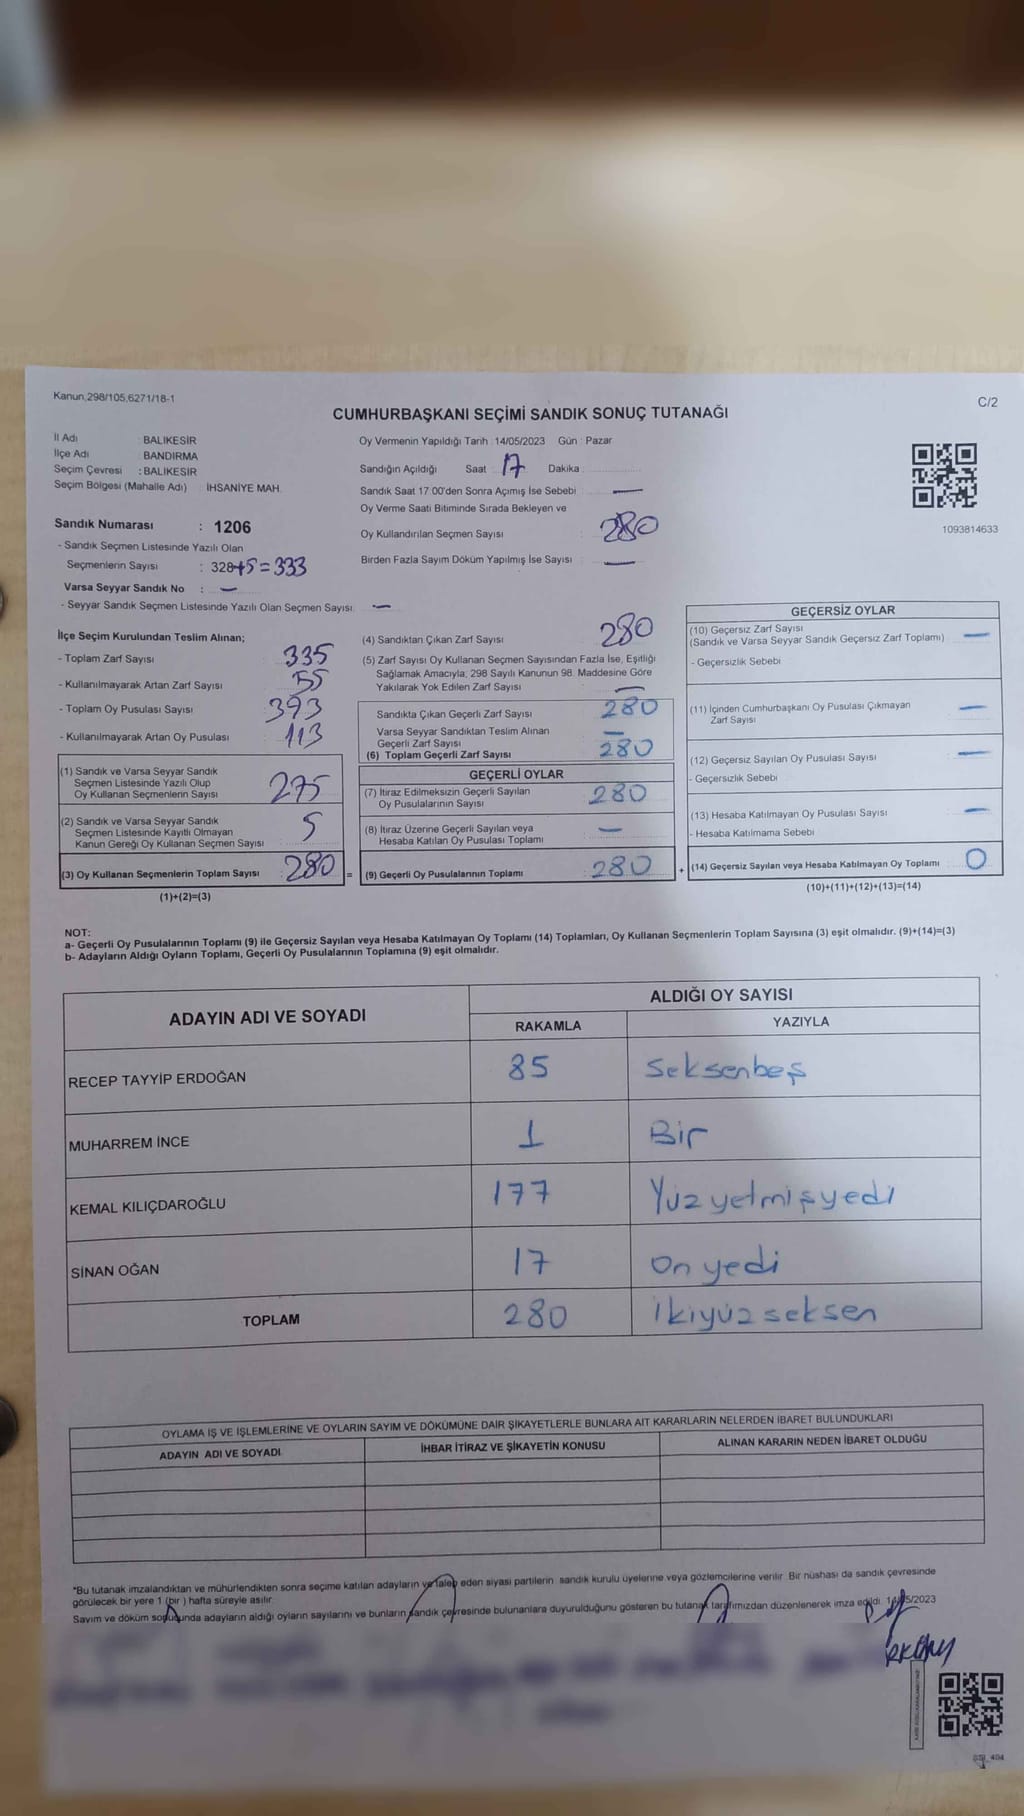 Kanun,298/105,6271/18-1
C/2
CUMHURBAŞKANI SEÇİMİ SANDIK SONUÇ TUTANAĞI
İl Adı BALIKESİR
İlçe Adı BANDIRMA
Seçim Çevresi : BALIKESİR
Seçim Bölgesi (Mahalle Adı) İHSANİYE MAH.
Oy Vermenin Yapıldığı Tarih : 14/05/2023 Gün : Pazar
Sandığın Açıldığı Saat 17 Dakika
Sandık Saat 17:00'den Sonra Açımış İse Sebebi : —
Oy Verme Saati Bitiminde Sırada Bekleyen ve
Oy Kullandırılan Seçmen Sayısı : 280
Birden Fazla Sayım Döküm Yapılmış İse Sayısı : —
1093814633
Sandık Numarası : 1206
- Sandık Seçmen Listesinde Yazılı Olan
Seçmenlerin Sayısı : 328+5=333
Varsa Seyyar Sandık No : —
- Seyyar Sandık Seçmen Listesinde Yazılı Olan Seçmen Sayısı: —
İlçe Seçim Kurulundan Teslim Alınan;
- Toplam Zarf Sayısı 335
- Kullanılmayarak Artan Zarf Sayısı 55
- Toplam Oy Pusulası Sayısı 393
- Kullanılmayarak Artan Oy Pusulası 113
(1) Sandık ve Varsa Seyyar Sandık
Seçmen Listesinde Yazılı Olup
Oy Kullanan Seçmenlerin Sayısı 275
(2) Sandık ve Varsa Seyyar Sandık
Seçmen Listesinde Kayıtlı Olmayan
Kanun Gereği Oy Kullanan Seçmen Sayısı 5
(3) Oy Kullanan Seçmenlerin Toplam Sayısı 280 =
(1)+(2)=(3)
(4) Sandıktan Çıkan Zarf Sayısı 280
(5) Zarf Sayısı Oy Kullanan Seçmen Sayısından Fazla İse, Eşitliği
Sağlamak Amacıyla, 298 Sayılı Kanunun 98. Maddesine Göre
Yakılarak Yok Edilen Zarf Sayısı —
Sandıkta Çıkan Geçerli Zarf Sayısı 280
Varsa Seyyar Sandıktan Teslim Alınan
Geçerli Zarf Sayısı —
(6) Toplam Geçerli Zarf Sayısı 280
GEÇERLİ OYLAR
(7) İtiraz Edilmeksizin Geçerli Sayılan
Oy Pusulalarının Sayısı 280
(8) İtiraz Üzerine Geçerli Sayılan veya
Hesaba Katılan Oy Pusulası Toplamı : —
(9) Geçerli Oy Pusulalarının Toplamı : 280 +
GEÇERSİZ OYLAR
(10) Geçersiz Zarf Sayısı
(Sandık ve Varsa Seyyar Sandık Geçersiz Zarf Toplamı) —
- Geçersizlik Sebebi
(11) İçinden Cumhurbaşkanı Oy Pusulası Çıkmayan
Zarf Sayısı —
(12) Geçersiz Sayılan Oy Pusulası Sayısı —
- Geçersizlik Sebebi
(13) Hesaba Katılmayan Oy Pusulası Sayısı —
- Hesaba Katılmama Sebebi
(14) Geçersiz Sayılan veya Hesaba Katılmayan Oy Toplamı 0
(10)+(11)+(12)+(13)=(14)
NOT:
a- Geçerli Oy Pusulalarının Toplamı (9) ile Geçersiz Sayılan veya Hesaba Katılmayan Oy Toplamı (14) Toplamları, Oy Kullanan Seçmenlerin Toplam Sayısına (3) eşit olmalıdır. (9)+(14)=(3)
b- Adayların Aldığı Oyların Toplamı, Geçerli Oy Pusulalarının Toplamına (9) eşit olmalıdır.
ADAYIN ADI VE SOYADI ALDIĞI OY SAYISI
RAKAMLA YAZIYLA
RECEP TAYYİP ERDOĞAN 85 Seksenbeş
MUHARREM İNCE 1 Bir
KEMAL KILIÇDAROĞLU 177 Yüz yetmişyedi
SİNAN OĞAN 17 On yedi
TOPLAM 280 İkiyüz seksen
OYLAMA İŞ VE İŞLEMLERİNE VE OYLARIN SAYIM VE DÖKÜMÜNE DAİR ŞİKAYETLERLE BUNLARA AİT KARARLARIN NELERDEN İBARET BULUNDUKLARI
ADAYIN ADI VE SOYADI İHBAR İTİRAZ VE ŞİKAYETİN KONUSU ALINAN KARARIN NEDEN İBARET OLDUĞU
*Bu tutanak imzalandıktan ve mühürlendikten sonra seçime katılan adayların ve talep eden siyasi partilerin sandık kurulu üyelerine veya gözlemcilerine verilir. Bir nüshası da sandık çevresinde
görülecek bir yere 1 (bir) hafta süreyle asılır.
Sayım ve döküm sonucunda adayların aldığı oyların sayılarını ve bunların sandık çevresinde bulunanlara duyurulduğunu gösteren bu tutanak tarafımızdan düzenlenerek imza edildi. 14/05/2023